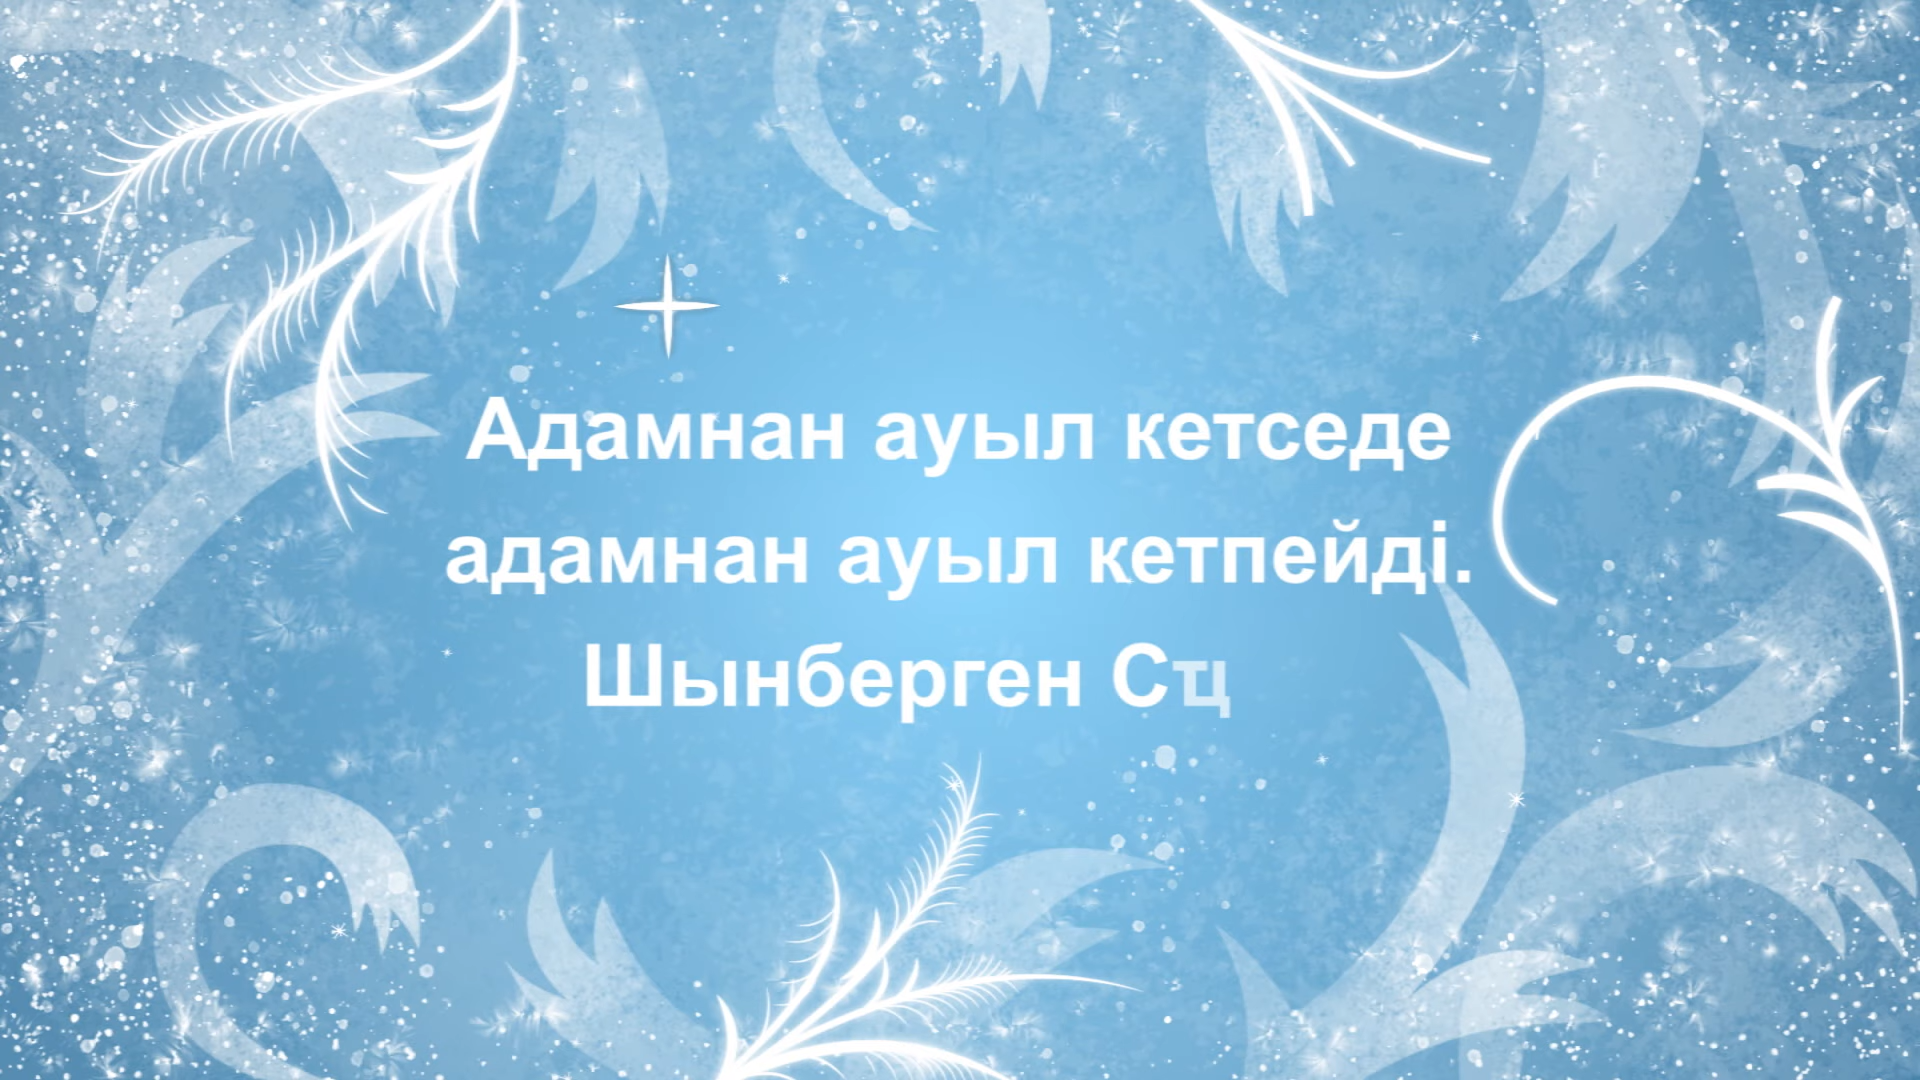 Адамнан ауыл кетседе
адамнан ауыл кетпейді.
Шынберген